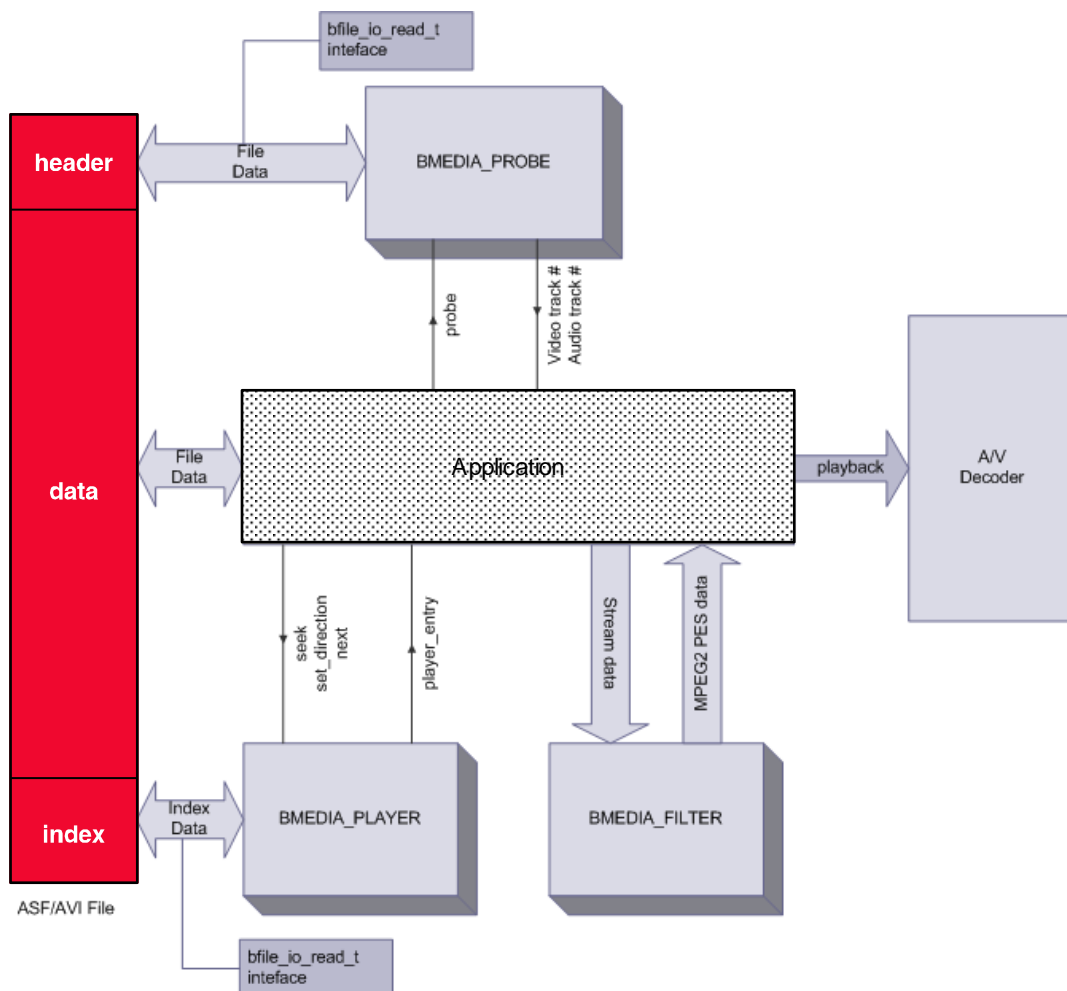 bfile_io_read_t
inteface
header
File
Data
BMEDIA_PROBE
probe
Video track #
Audio track #
data
File
Data
Application
playback
A/V
Decoder
seek
set_direction
next
player_entry
Stream data
MPEG2 PES data
index
Index
Data
BMEDIA_PLAYER
BMEDIA_FILTER
ASF/AVI File
bfile_io_read_t
inteface